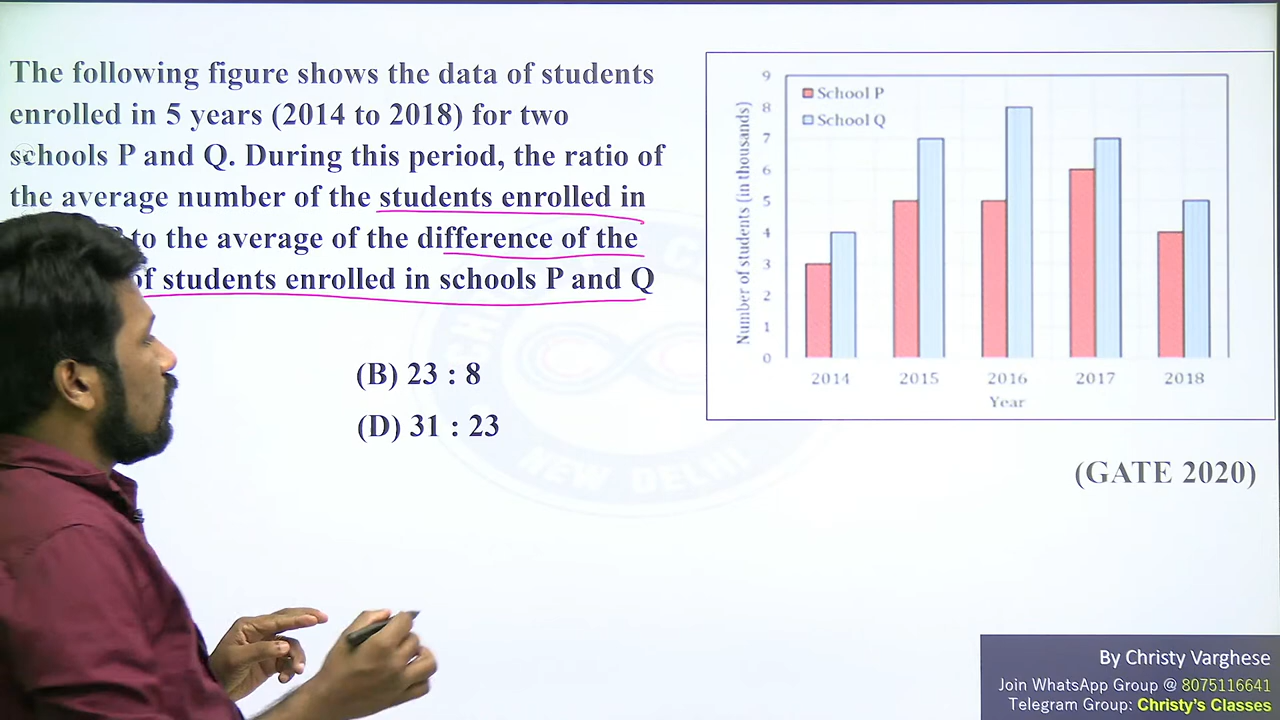 The following figure shows the data of students
enrolled in 5 years (2014 to 2018) for two
schools P and Q. During this period, the ratio of
the average number of the students enrolled in
to the average of the difference of the
of students enrolled in schools P and Q
(B) 23 : 8
(D) 31 : 23
9
8
7
6
5
4
3
2
1
0
Number of students (in thousands)
School P
School Q
2014 2015 2016 2017 2018
Year
(GATE 2020)
NEW DELHI
By Christy Varghese
Join WhatsApp Group @ 8075116641
Telegram Group: Christy's Classes